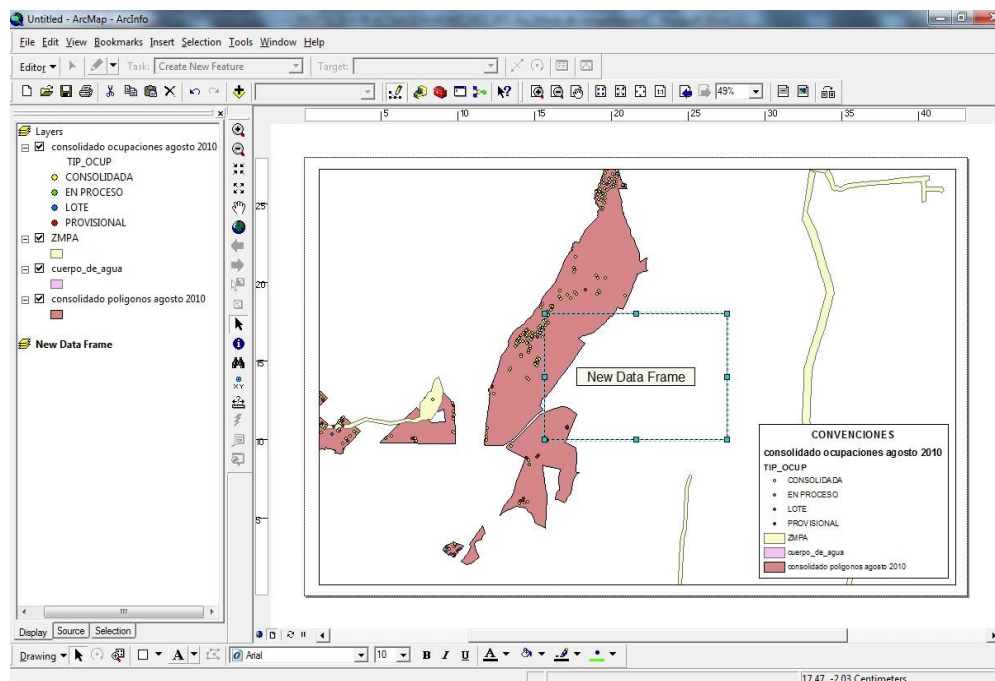 Untitled - ArcMap - ArcInfo
File Edit View Bookmarks Insert Selection Tools Window Help
Editor Task: Create New Feature Target:
49%
Layers
consolidado ocupaciones agosto 2010
TIP_OCUP
CONSOLIDADA
EN PROCESO
LOTE
PROVISIONAL
ZMPA
cuerpo_de_agua
consolidado poligonos agosto 2010
New Data Frame
5 10 15 20 25 30 35 40
25
20
15
10
5
New Data Frame
CONVENCIONES
consolidado ocupaciones agosto 2010
TIP_OCUP
CONSOLIDADA
EN PROCESO
LOTE
PROVISIONAL
ZMPA
cuerpo_de_agua
consolidado poligonos agosto 2010
Display Source Selection
Drawing A Arial 10 B I U A
17.47 -2.03 Centimeters